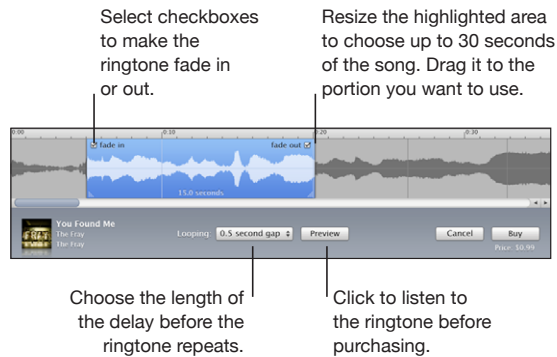 Select checkboxes
to make the
ringtone fade in
or out.
Resize the highlighted area
to choose up to 30 seconds
of the song. Drag it to the
portion you want to use.
0:00
0:10
0:20
0:30
fade in
fade out
15.0 seconds
You Found Me
The Fray
The Fray
Looping:
0.5 second gap
Preview
Cancel
Buy
Price: $0.99
Choose the length of
the delay before the
ringtone repeats.
Click to listen to
the ringtone before
purchasing.